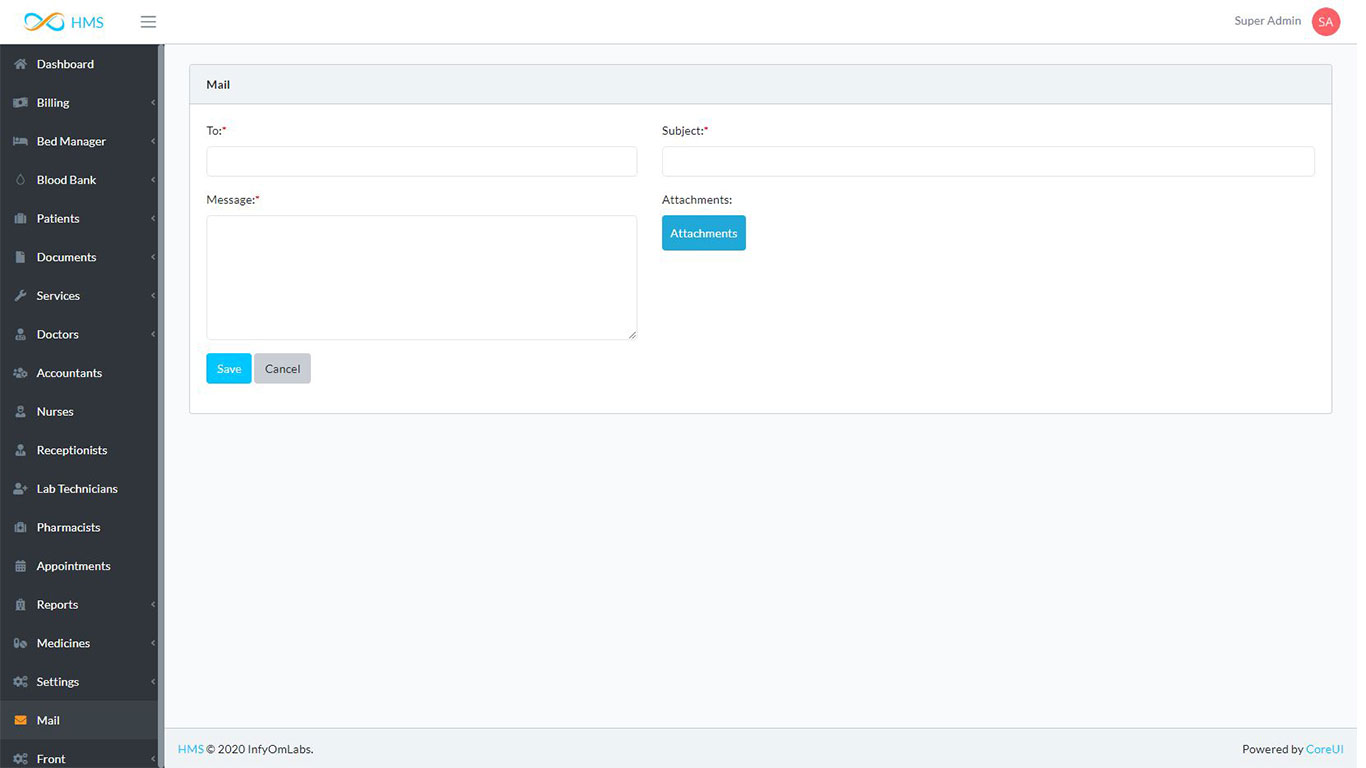 HMS
Super Admin
SA
Dashboard
Billing
Bed Manager
Blood Bank
Patients
Documents
Services
Doctors
Accountants
Nurses
Receptionists
Lab Technicians
Pharmacists
Appointments
Reports
Medicines
Settings
Mail
Front
Mail
To:*
Subject:*
Message:*
Attachments:
Attachments
Save
Cancel
HMS © 2020 InfyOmLabs.
Powered by CoreUI